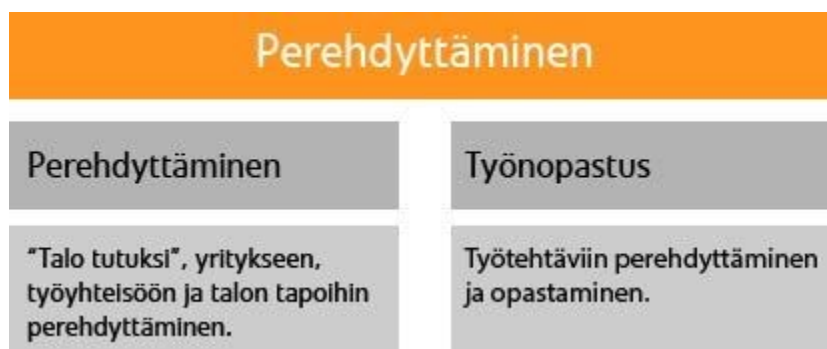 Perehdyttäminen
Perehdyttäminen
Työnopastus
“Talo tutuksi”, yritykseen,
työyhteisöön ja talon tapoihin
perehdyttäminen.
Työtehtäviin perehdyttäminen
ja opastaminen.